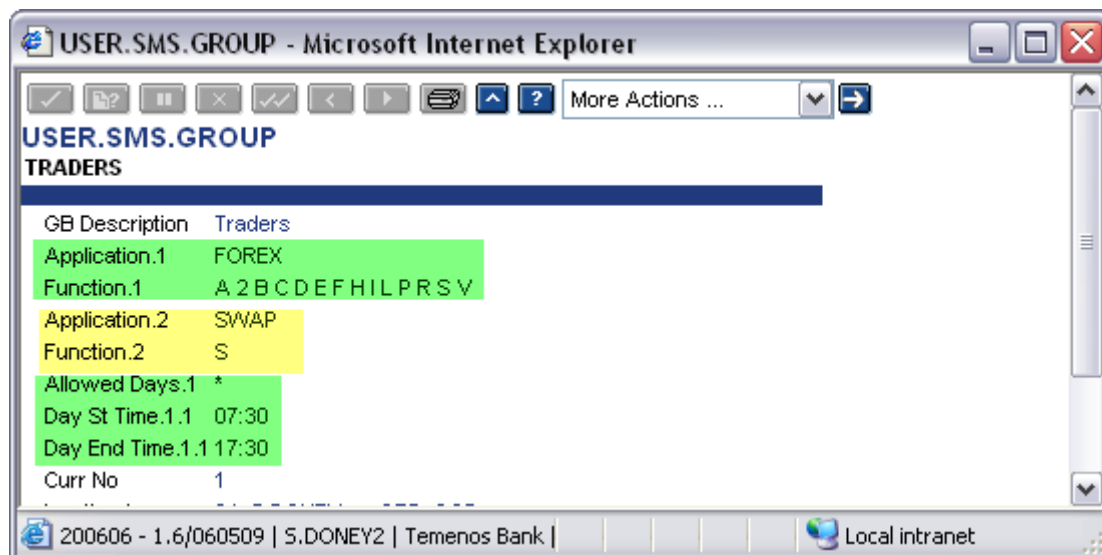 USER.SMS.GROUP - Microsoft Internet Explorer
More Actions ...
USER.SMS.GROUP
TRADERS
GB Description Traders
Application.1 FOREX
Function.1 A 2 B C D E F H I L P R S V
Application.2 SWAP
Function.2 S
Allowed Days.1 *
Day St Time.1.1 07:30
Day End Time.1.1 17:30
Curr No 1
200606 - 1.6/060509 | S.DONEY2 | Temenos Bank |
Local intranet